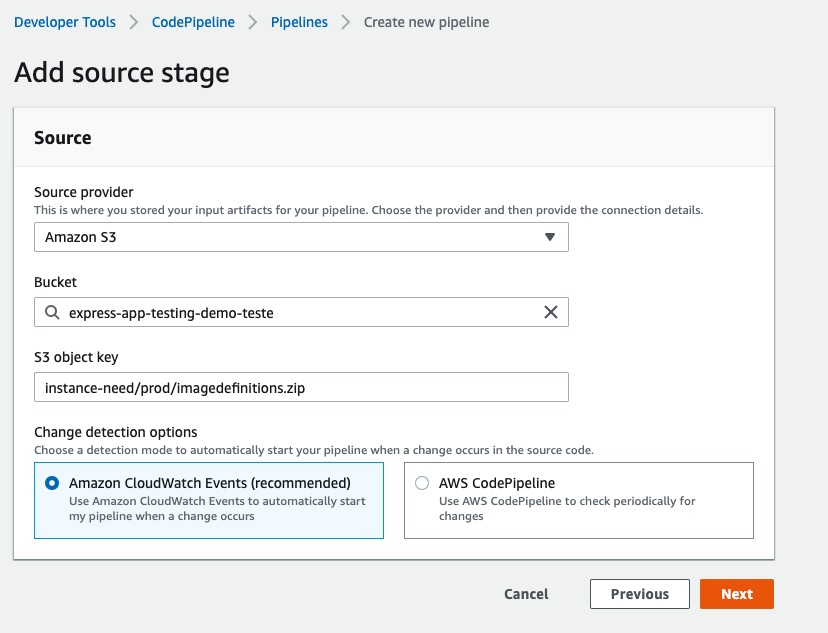 Developer Tools > CodePipeline > Pipelines > Create new pipeline
Add source stage
Source
Source provider
This is where you stored your input artifacts for your pipeline. Choose the provider and then provide the connection details.
Amazon S3
Bucket
express-app-testing-demo-teste
S3 object key
instance-need/prod/imagedefinitions.zip
Change detection options
Choose a detection mode to automatically start your pipeline when a change occurs in the source code.
Amazon CloudWatch Events (recommended)
Use Amazon CloudWatch Events to automatically start
my pipeline when a change occurs
AWS CodePipeline
Use AWS CodePipeline to check periodically for
changes
Cancel
Previous
Next